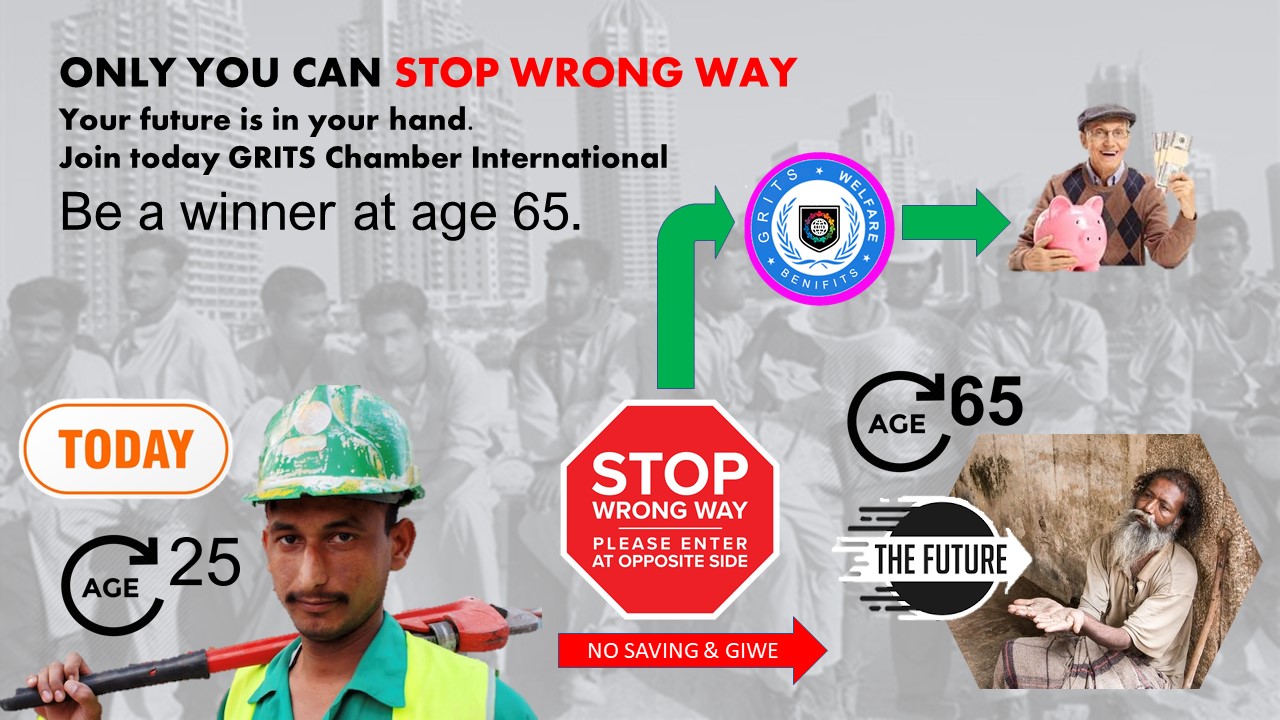 ONLY YOU CAN STOP WRONG WAY
Your future is in your hand.
Join today GRITS Chamber International
Be a winner at age 65.
GRITS ★ WELFARE ★ BENIFITS ★
TODAY
AGE 25
STOP
WRONG WAY
PLEASE ENTER
AT OPPOSITE SIDE
NO SAVING & GIWE
AGE 65
THE FUTURE